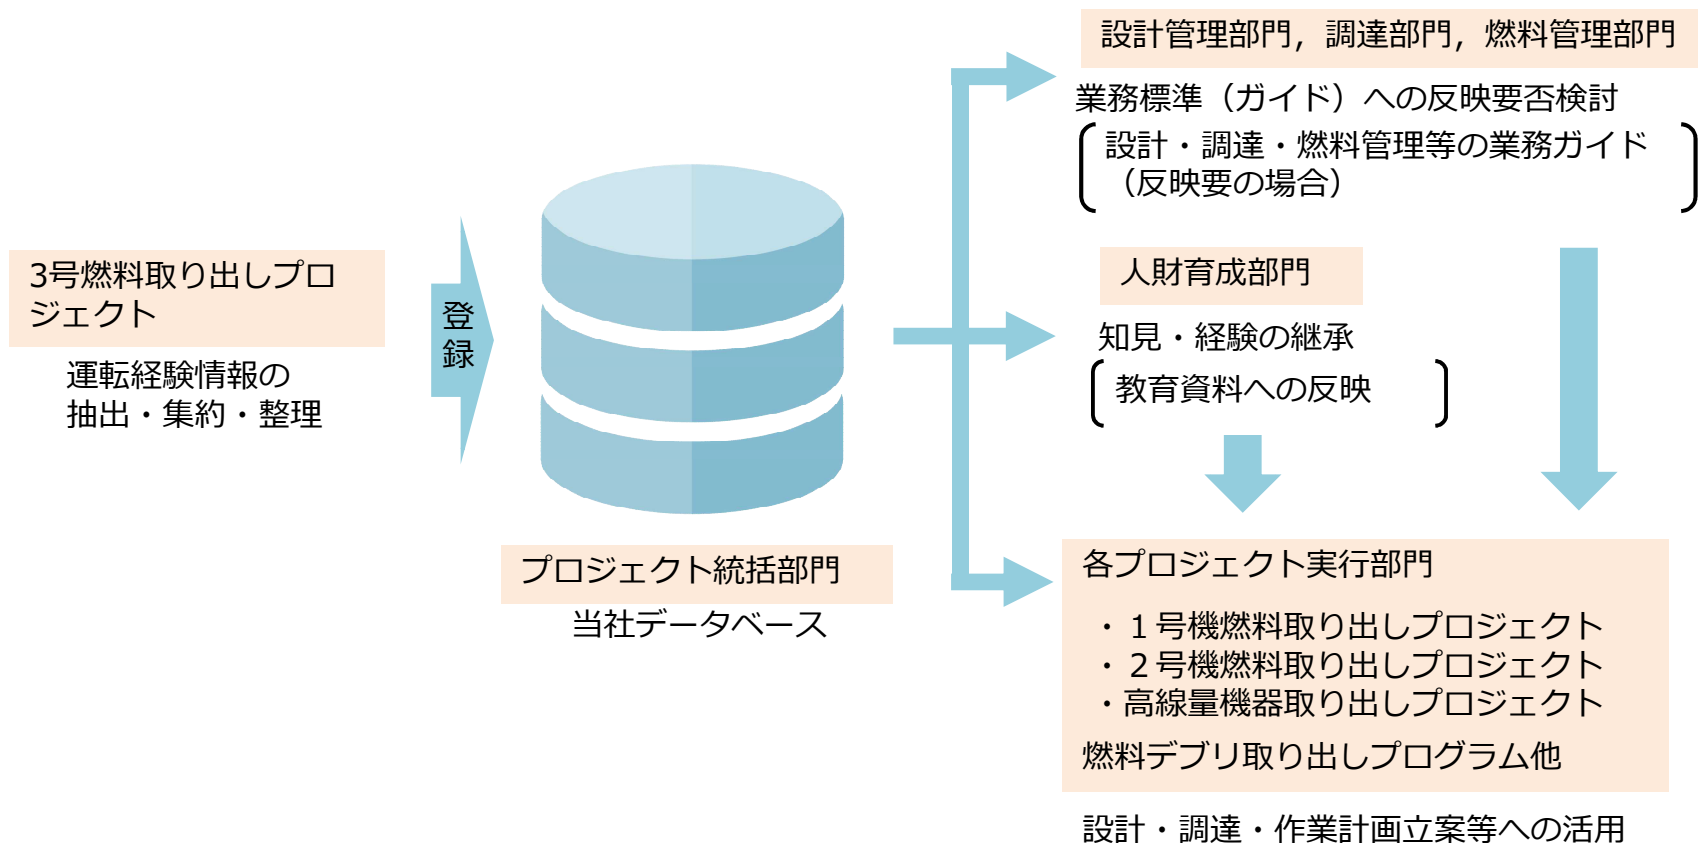 3号燃料取り出しプロ
ジェクト
運転経験情報の
抽出・集約・整理
登
録
プロジェクト統括部門
当社データベース
設計管理部門，調達部門，燃料管理部門
業務標準（ガイド）への反映要否検討
設計・調達・燃料管理等の業務ガイド
（反映要の場合）
人財育成部門
知見・経験の継承
教育資料への反映
各プロジェクト実行部門
・１号機燃料取り出しプロジェクト
・２号機燃料取り出しプロジェクト
・高線量機器取り出しプロジェクト
燃料デブリ取り出しプログラム他
設計・調達・作業計画立案等への活用